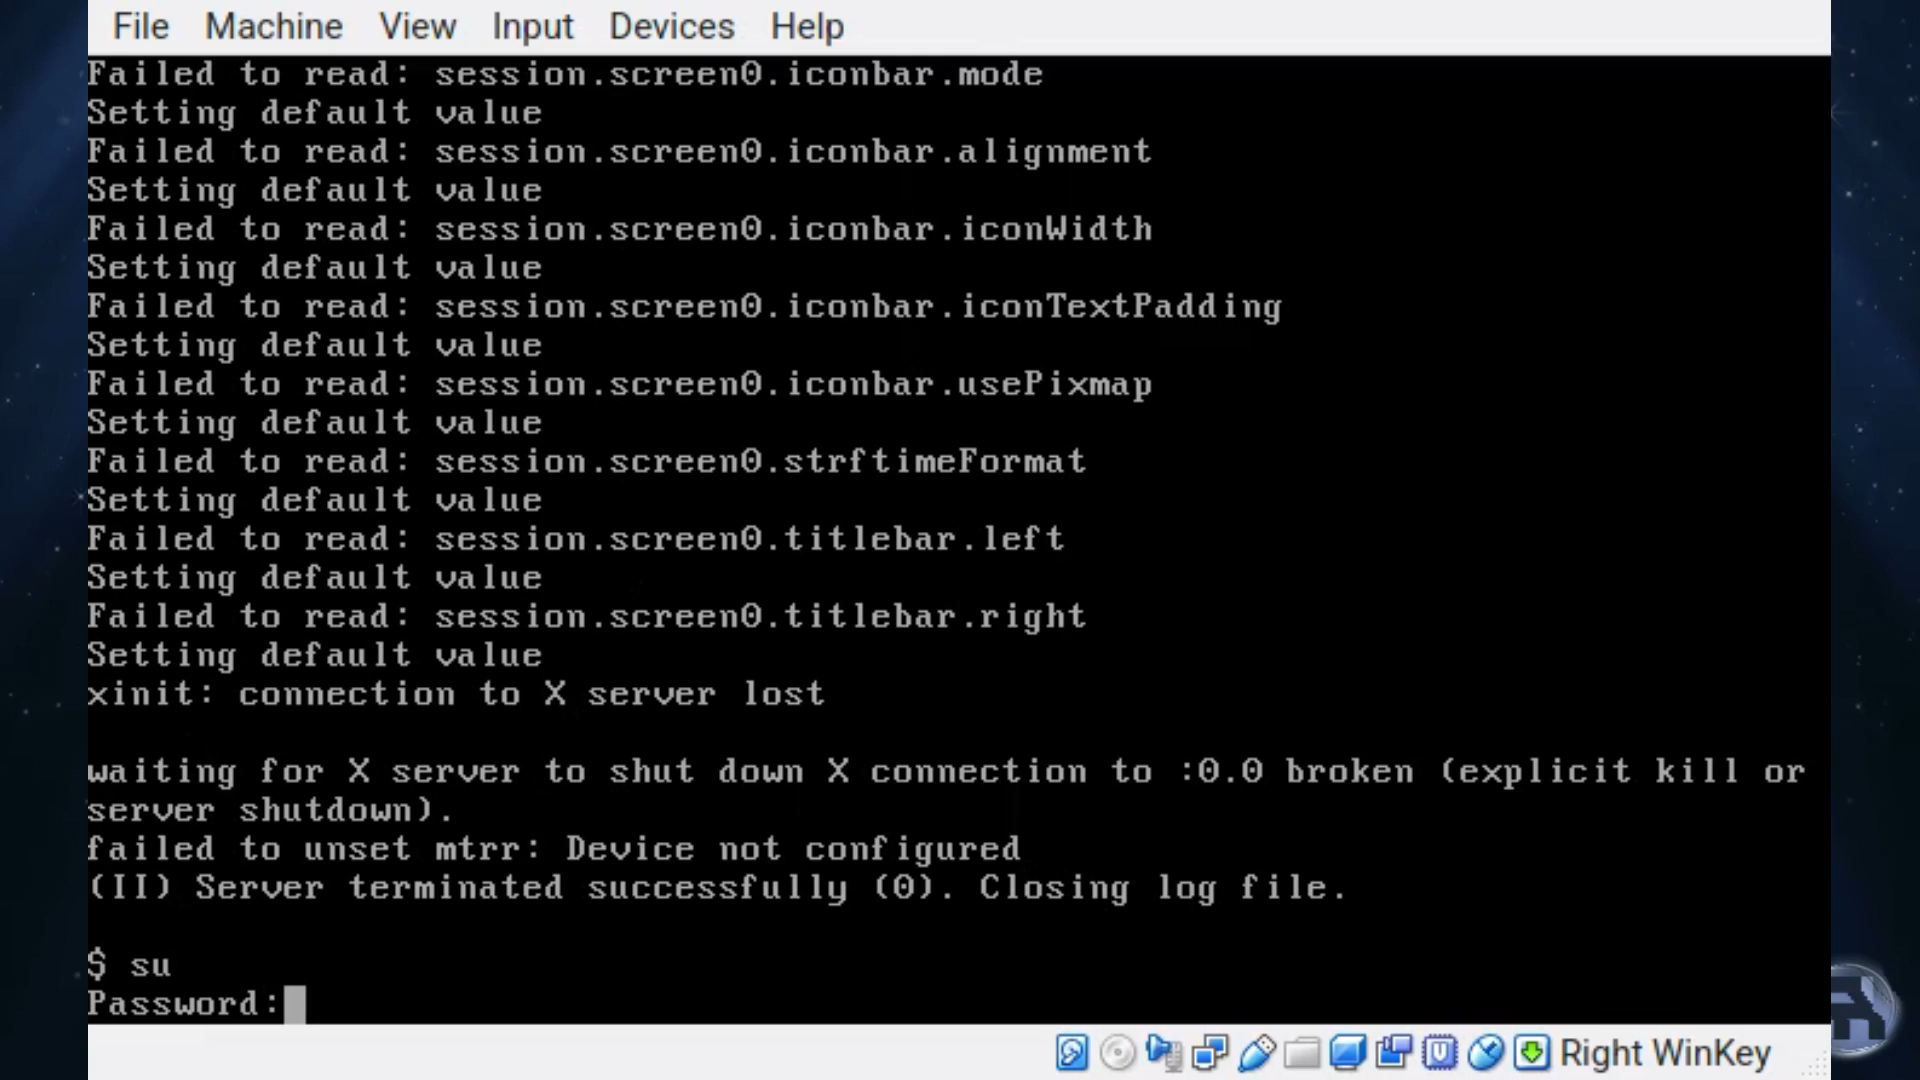 File Machine View Input Devices Help
Failed to read: session.screen0.iconbar.mode
Setting default value
Failed to read: session.screen0.iconbar.alignment
Setting default value
Failed to read: session.screen0.iconbar.iconWidth
Setting default value
Failed to read: session.screen0.iconbar.iconTextPadding
Setting default value
Failed to read: session.screen0.iconbar.usePixmap
Setting default value
Failed to read: session.screen0.strftimeFormat
Setting default value
Failed to read: session.screen0.titlebar.left
Setting default value
Failed to read: session.screen0.titlebar.right
Setting default value
xinit: connection to X server lost
waiting for X server to shut down X connection to :0.0 broken (explicit kill or
server shutdown).
failed to unset mtrr: Device not configured
(II) Server terminated successfully (0). Closing log file.
$ su
Password:
Right WinKey